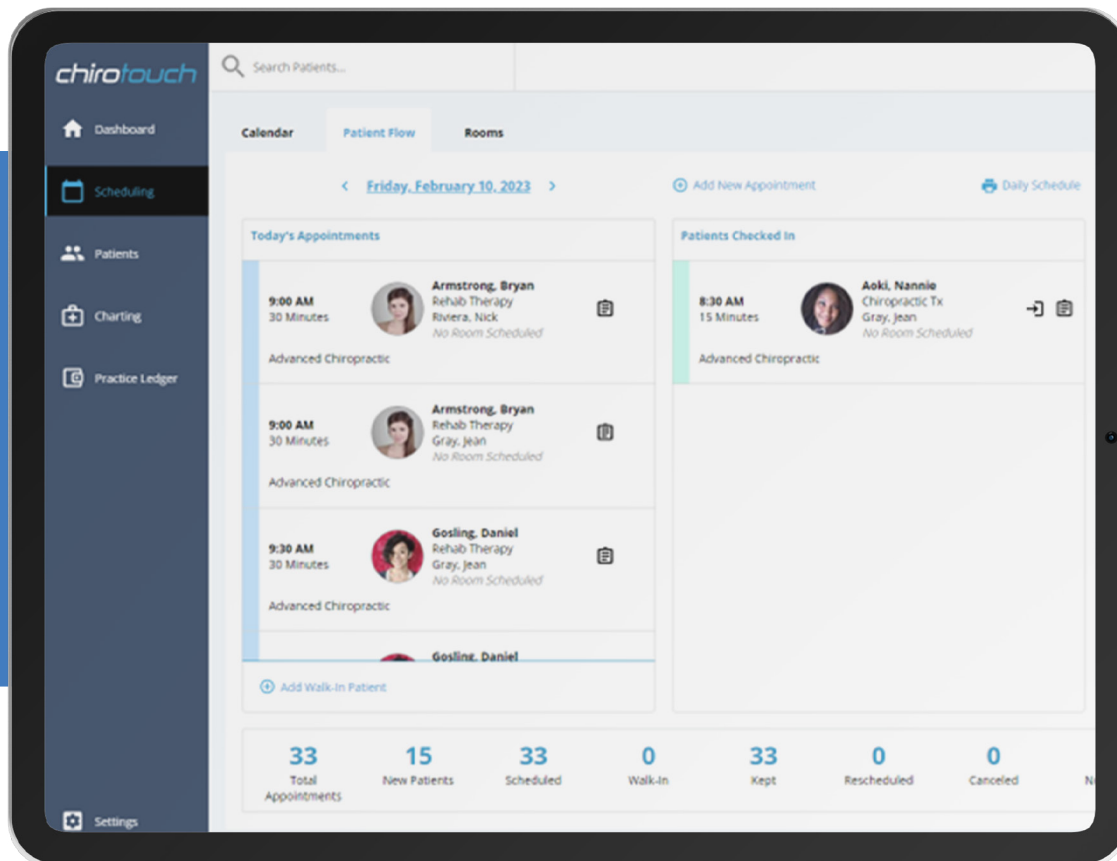 chirotouch
Search Patients...
Dashboard
Scheduling
Patients
Charting
Practice Ledger
Settings
Calendar
Patient Flow
Rooms
< Friday, February 10, 2023 >
Add New Appointment
Daily Schedule
Today's Appointments
9:00 AM
30 Minutes
Armstrong, Bryan
Rehab Therapy
Riviera, Nick
No Room Scheduled
Advanced Chiropractic
9:00 AM
30 Minutes
Armstrong, Bryan
Rehab Therapy
Gray, Jean
No Room Scheduled
Advanced Chiropractic
9:30 AM
30 Minutes
Gosling, Daniel
Rehab Therapy
Gray, Jean
No Room Scheduled
Advanced Chiropractic
Gosling, Daniel
Add Walk-In Patient
Patients Checked In
8:30 AM
15 Minutes
Aoki, Nannie
Chiropractic Tx
Gray, Jean
No Room Scheduled
Advanced Chiropractic
33
Total
Appointments
15
New Patients
33
Scheduled
0
Walk-In
33
Kept
0
Rescheduled
0
Canceled